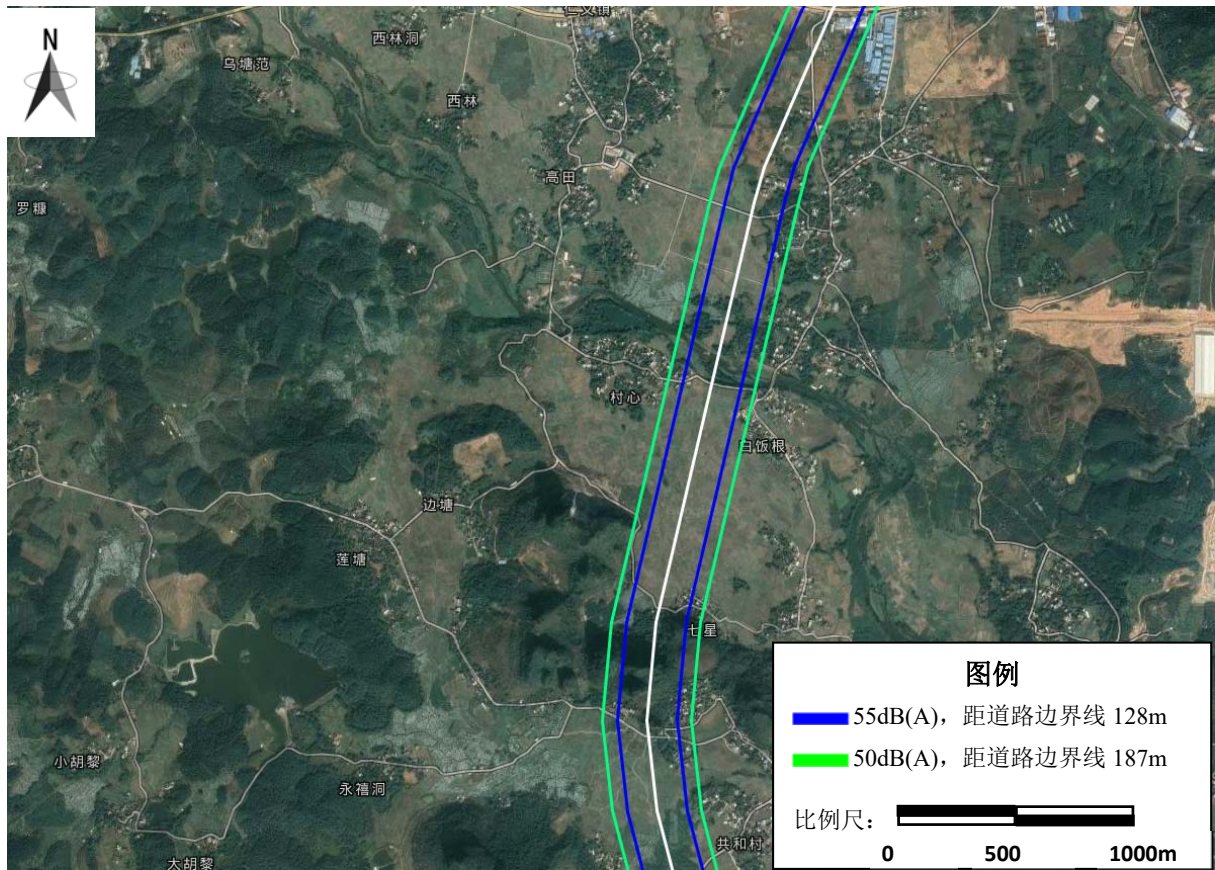 N
仁义镇
西林洞
乌塘范
西林
高田
罗糠
村心
白饭根
边塘
莲塘
七星
小胡黎
永禧洞
共和村
大胡黎
图例
55dB(A)，距道路边界线 128m
50dB(A)，距道路边界线 187m
比例尺：
0 500 1000m